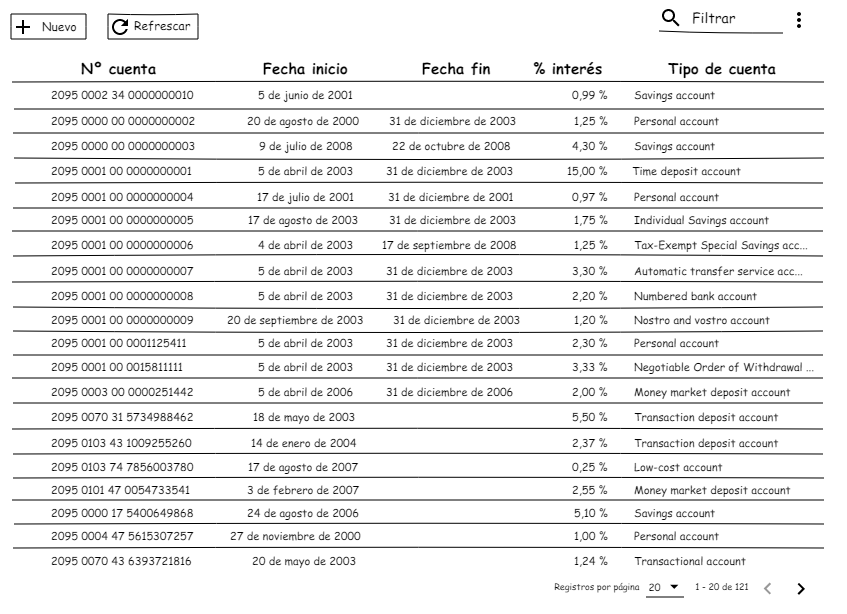 Nuevo Refrescar Filtrar
Nº cuenta Fecha inicio Fecha fin % interés Tipo de cuenta
2095 0002 34 0000000010 5 de junio de 2001 0,99 % Savings account
2095 0000 00 0000000002 20 de agosto de 2000 31 de diciembre de 2003 1,25 % Personal account
2095 0000 00 0000000003 9 de julio de 2008 22 de octubre de 2008 4,30 % Savings account
2095 0001 00 0000000001 5 de abril de 2003 31 de diciembre de 2003 15,00 % Time deposit account
2095 0001 00 0000000004 17 de julio de 2001 31 de diciembre de 2001 0,97 % Personal account
2095 0001 00 0000000005 17 de agosto de 2003 31 de diciembre de 2003 1,75 % Individual Savings account
2095 0001 00 0000000006 4 de abril de 2003 17 de septiembre de 2008 1,25 % Tax-Exempt Special Savings acc...
2095 0001 00 0000000007 5 de abril de 2003 31 de diciembre de 2003 3,30 % Automatic transfer service acc...
2095 0001 00 0000000008 5 de abril de 2003 31 de diciembre de 2003 2,20 % Numbered bank account
2095 0001 00 0000000009 20 de septiembre de 2003 31 de diciembre de 2003 1,20 % Nostro and vostro account
2095 0001 00 0001125411 5 de abril de 2003 31 de diciembre de 2003 2,30 % Personal account
2095 0001 00 0015811111 5 de abril de 2003 31 de diciembre de 2003 3,33 % Negotiable Order of Withdrawal ...
2095 0003 00 0000251442 5 de abril de 2006 31 de diciembre de 2006 2,00 % Money market deposit account
2095 0070 31 5734988462 18 de mayo de 2003 5,50 % Transaction deposit account
2095 0103 43 1009255260 14 de enero de 2004 2,37 % Transaction deposit account
2095 0103 74 7856003780 17 de agosto de 2007 0,25 % Low-cost account
2095 0101 47 0054733541 3 de febrero de 2007 2,55 % Money market deposit account
2095 0000 17 5400649868 24 de agosto de 2006 5,10 % Savings account
2095 0004 47 5615307257 27 de noviembre de 2000 1,00 % Personal account
2095 0070 43 6393721816 20 de mayo de 2003 1,24 % Transactional account
Registros por página 20 1 - 20 de 121